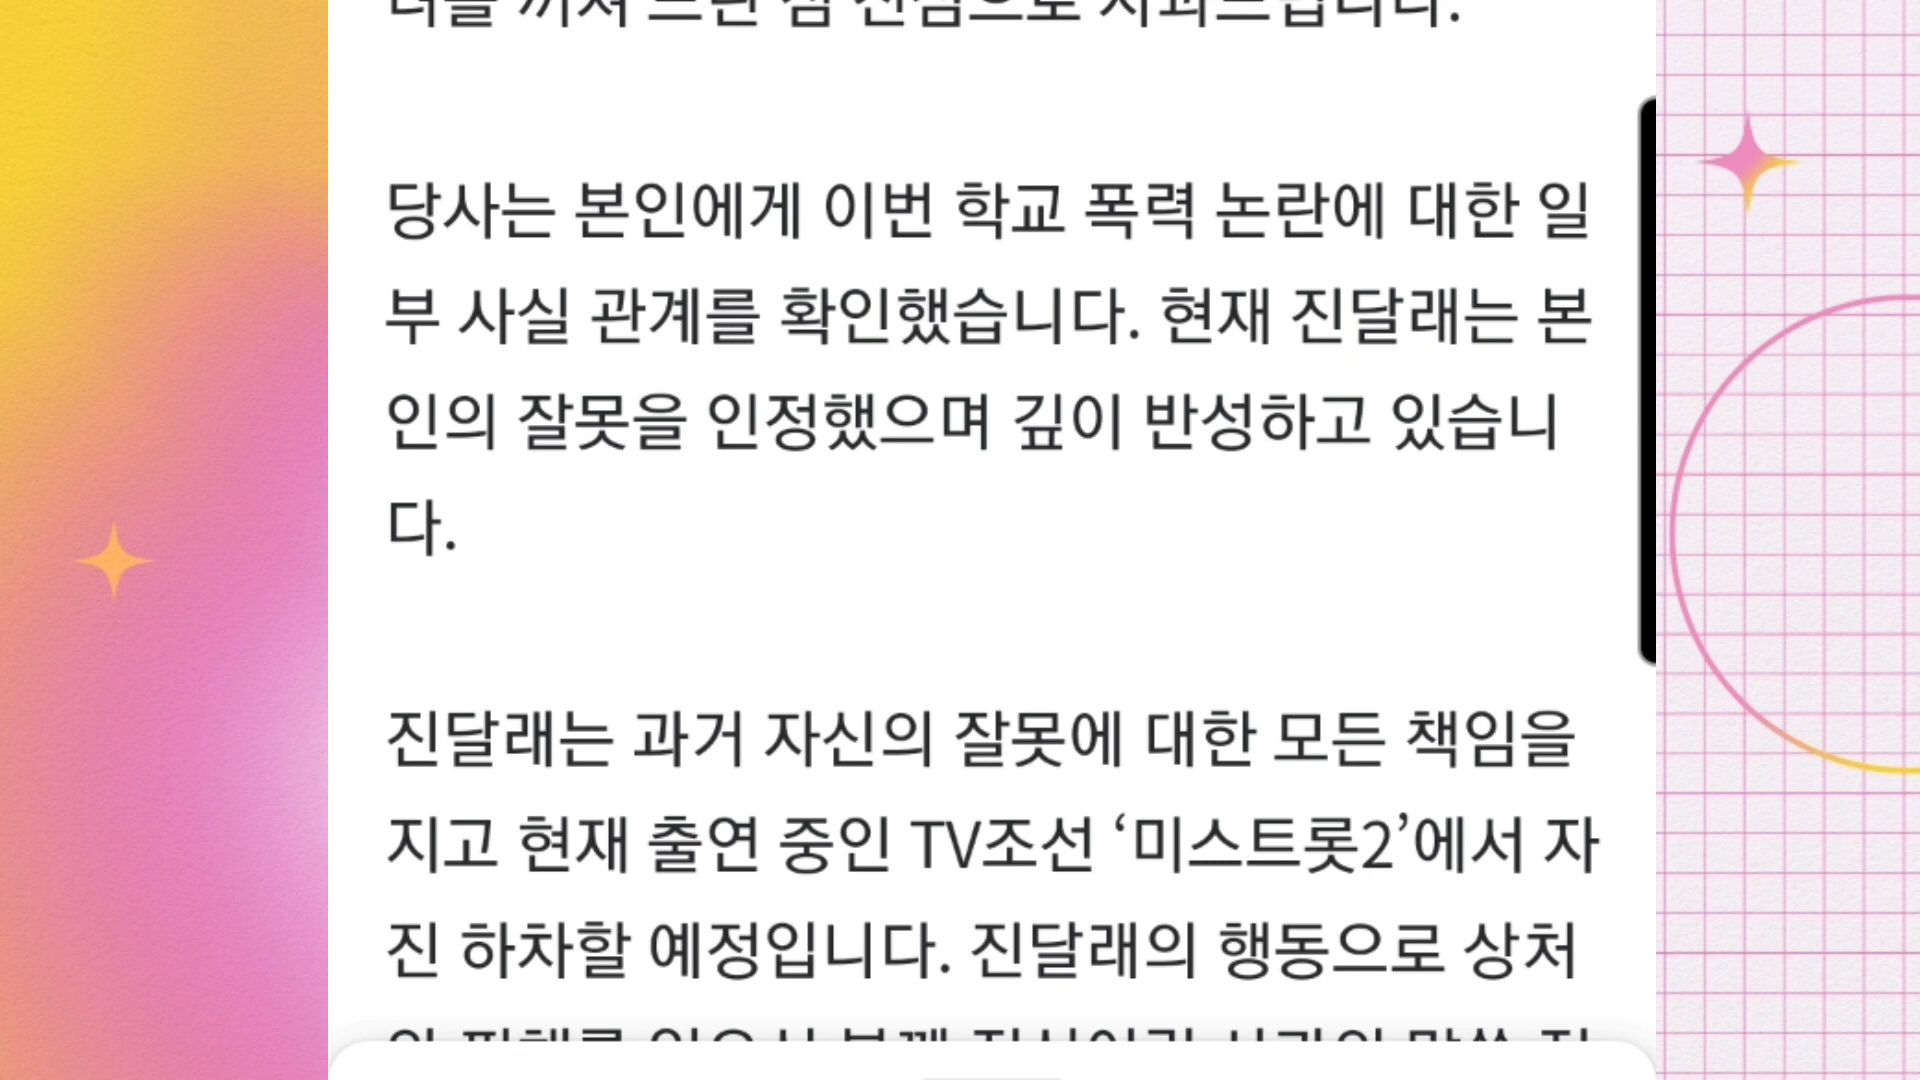 당사는 본인에게 이번 학교 폭력 논란에 대한 일
부 사실 관계를 확인했습니다. 현재 진달래는 본
인의 잘못을 인정했으며 깊이 반성하고 있습니
다.
진달래는 과거 자신의 잘못에 대한 모든 책임을
지고 현재 출연 중인 TV조선 ‘미스트롯2’에서 자
진 하차할 예정입니다. 진달래의 행동으로 상처